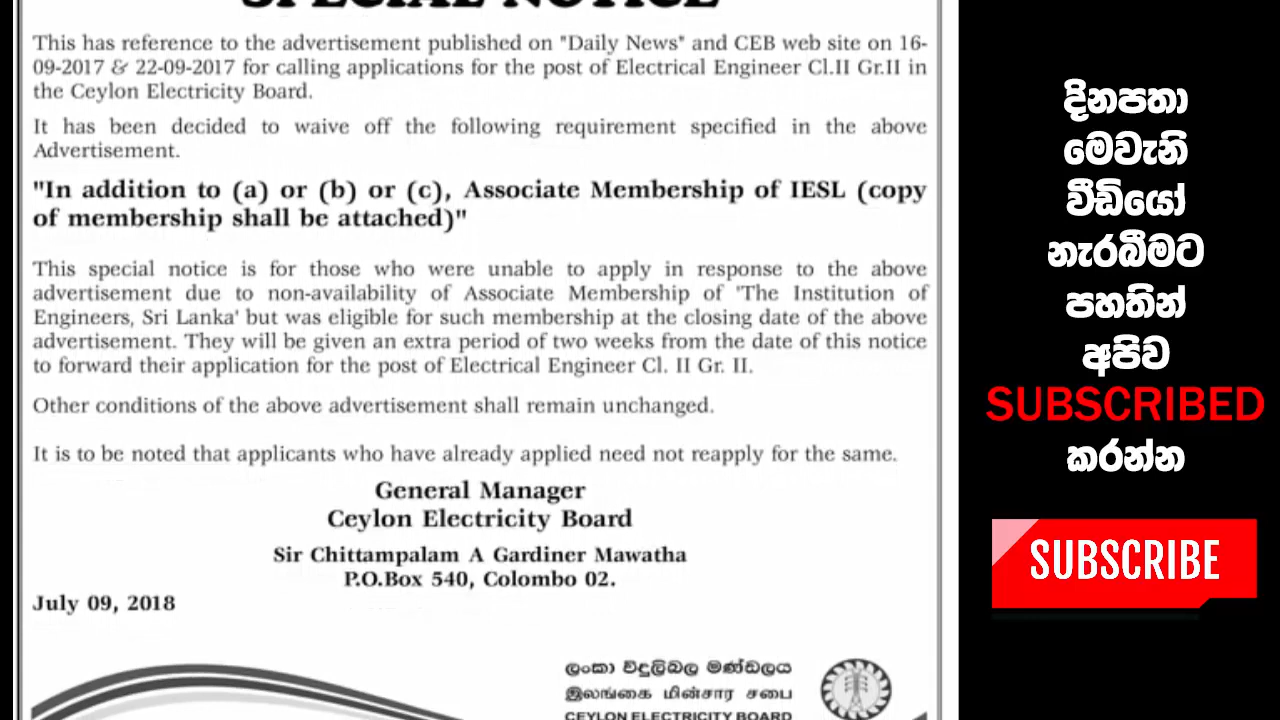 SPECIAL NOTICE
This has reference to the advertisement published on "Daily News" and CEB web site on 16-
09-2017 & 22-09-2017 for calling applications for the post of Electrical Engineer Cl.II Gr.II in
the Ceylon Electricity Board.
It has been decided to waive off the following requirement specified in the above
Advertisement.
"In addition to (a) or (b) or (c), Associate Membership of IESL (copy
of membership shall be attached)"
This special notice is for those who were unable to apply in response to the above
advertisement due to non-availability of Associate Membership of 'The Institution of
Engineers, Sri Lanka' but was eligible for such membership at the closing date of the above
advertisement. They will be given an extra period of two weeks from the date of this notice
to forward their application for the post of Electrical Engineer Cl. II Gr. II.
Other conditions of the above advertisement shall remain unchanged.
It is to be noted that applicants who have already applied need not reapply for the same.
General Manager
Ceylon Electricity Board
Sir Chittampalam A Gardiner Mawatha
P.O.Box 540, Colombo 02.
July 09, 2018
ලංකා විදුලිබල මණ්ඩලය
இலங்கை மின்சார சபை
CEYLON ELECTRICITY BOARD
දිනපතා
මෙවැනි
වීඩියෝ
නැරඹීමට
පහතින්
අපිව
SUBSCRIBED
කරන්න
SUBSCRIBE